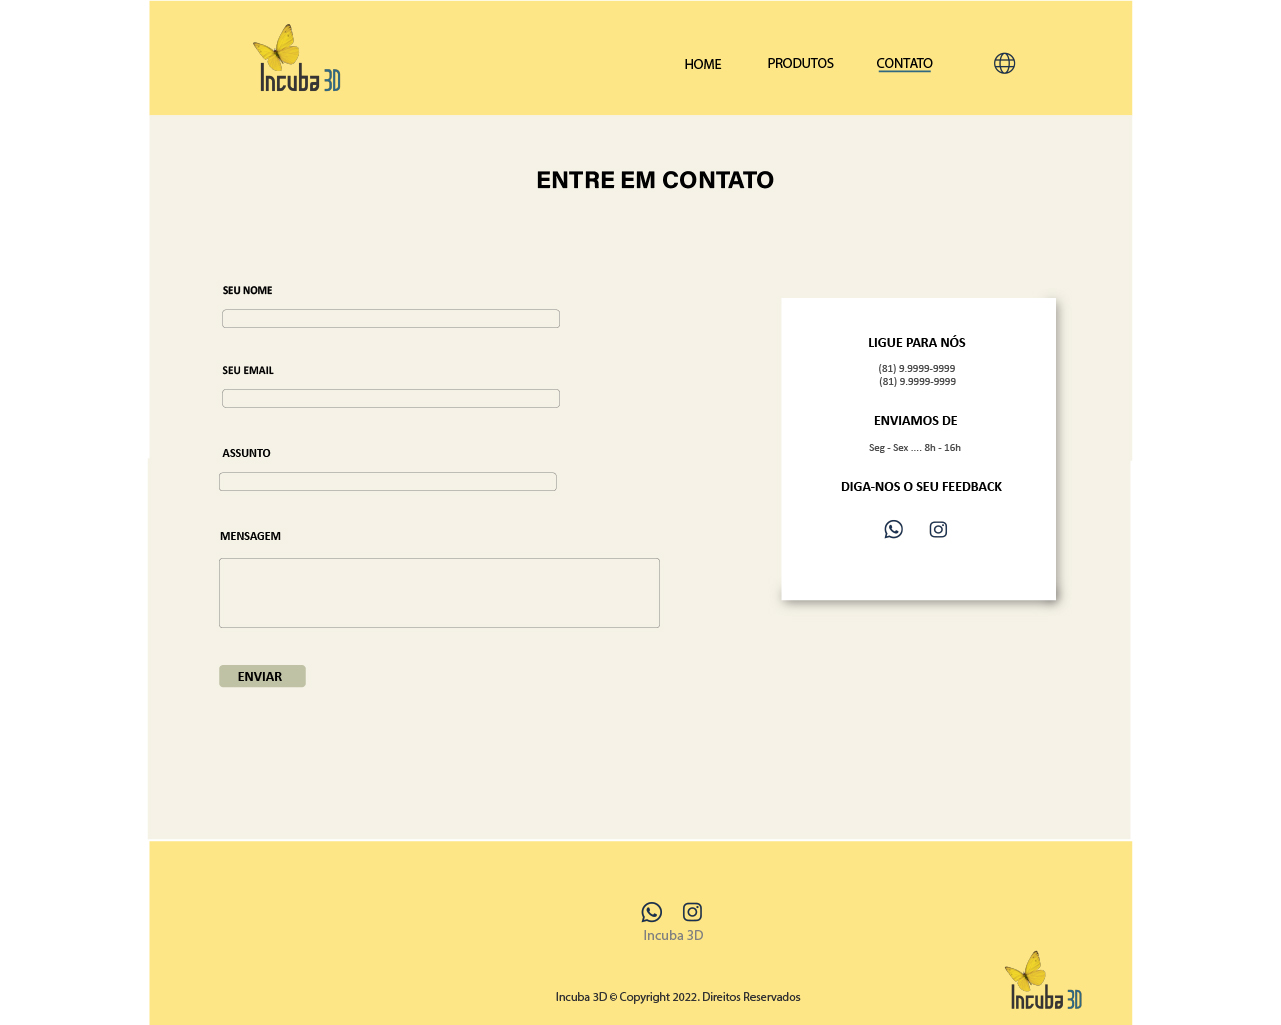 Incuba 3D
HOME
PRODUTOS
CONTATO
ENTRE EM CONTATO
SEU NOME
SEU EMAIL
ASSUNTO
MENSAGEM
ENVIAR
LIGUE PARA NÓS
(81) 9.9999-9999
(81) 9.9999-9999
ENVIAMOS DE
Seg - Sex .... 8h - 16h
DIGA-NOS O SEU FEEDBACK
Incuba 3D
Incuba 3D © Copyright 2022. Direitos Reservados
Incuba 3D